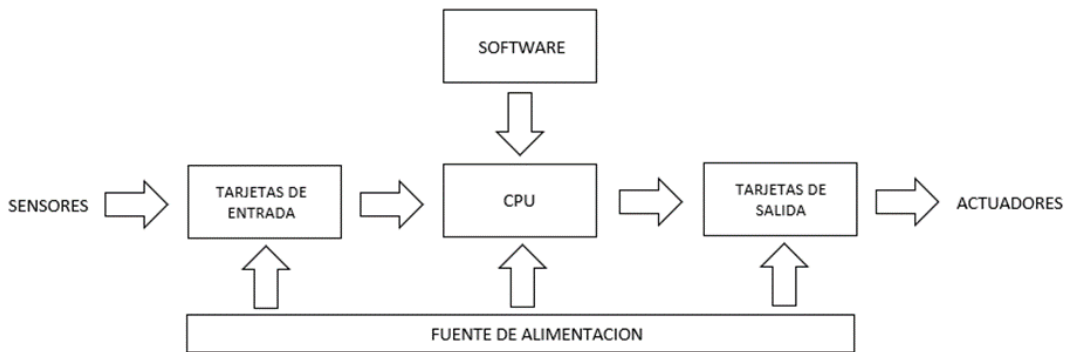 SOFTWARE
SENSORES
TARJETAS DE
ENTRADA
CPU
TARJETAS DE
SALIDA
ACTUADORES
FUENTE DE ALIMENTACION